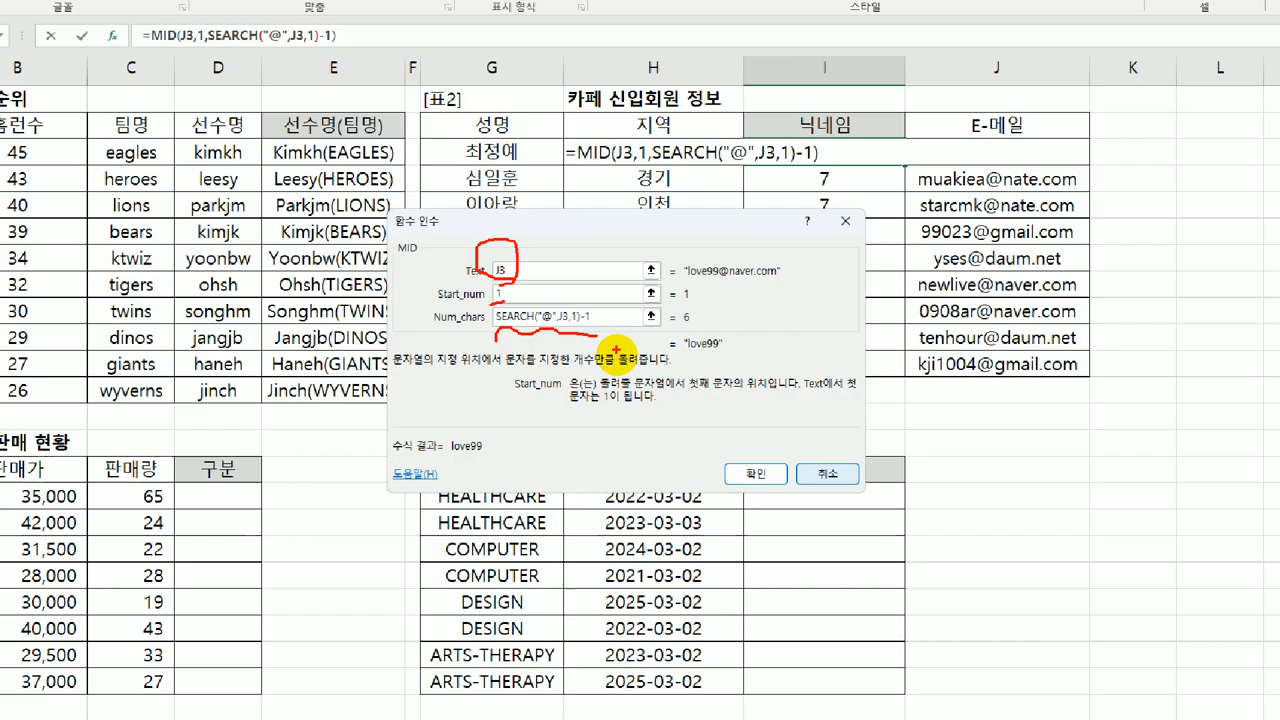 글꼴 맞춤 표시 형식 스타일 셀
=MID(J3,1,SEARCH("@",J3,1)-1)
B C D E F G H I J K L
순위 [표2] 카페 신입회원 정보
홈런수 팀명 선수명 선수명(팀명) 성명 지역 닉네임 E-메일
45 eagles kimkh Kimkh(EAGLES) 최정예 =MID(J3,1,SEARCH("@",J3,1)-1)
43 heroes leesy Leesy(HEROES) 심일훈 경기 7 muakiea@nate.com
40 lions parkjm Parkjm(LIONS) 이아랑 인천 7 starcmk@nate.com
39 bears kimjk Kimjk(BEARS) 99023@gmail.com
34 ktwiz yoonbw Yoonbw(KTWIZ yses@daum.net
32 tigers ohsh Ohsh(TIGERS) newlive@naver.com
30 twins songhm Songhm(TWINS 0908ar@naver.com
29 dinos jangjb Jangjb(DINOS) tenhour@daum.net
27 giants haneh Haneh(GIANTS kji1004@gmail.com
26 wyverns jinch Jinch(WYVERNS
함수 인수 ? ×
MID
Text J3 = "love99@naver.com"
Start_num 1 = 1
Num_chars SEARCH("@",J3,1)-1 = 6
= "love99"
문자열의 지정 위치에서 문자를 지정한 개수만큼 돌려줍니다.
Start_num 은(는) 돌려줄 문자열에서 첫째 문자의 위치입니다. Text에서 첫
문자는 1이 됩니다.
수식 결과= love99
도움말(H) 확인 취소
판매 현황
판매가 판매량 구분
35,000 65 HEALTHCARE 2022-03-02
42,000 24 HEALTHCARE 2023-03-03
31,500 22 COMPUTER 2024-03-02
28,000 28 COMPUTER 2021-03-02
30,000 19 DESIGN 2025-03-02
40,000 43 DESIGN 2022-03-02
29,500 33 ARTS-THERAPY 2023-03-02
37,000 27 ARTS-THERAPY 2025-03-02